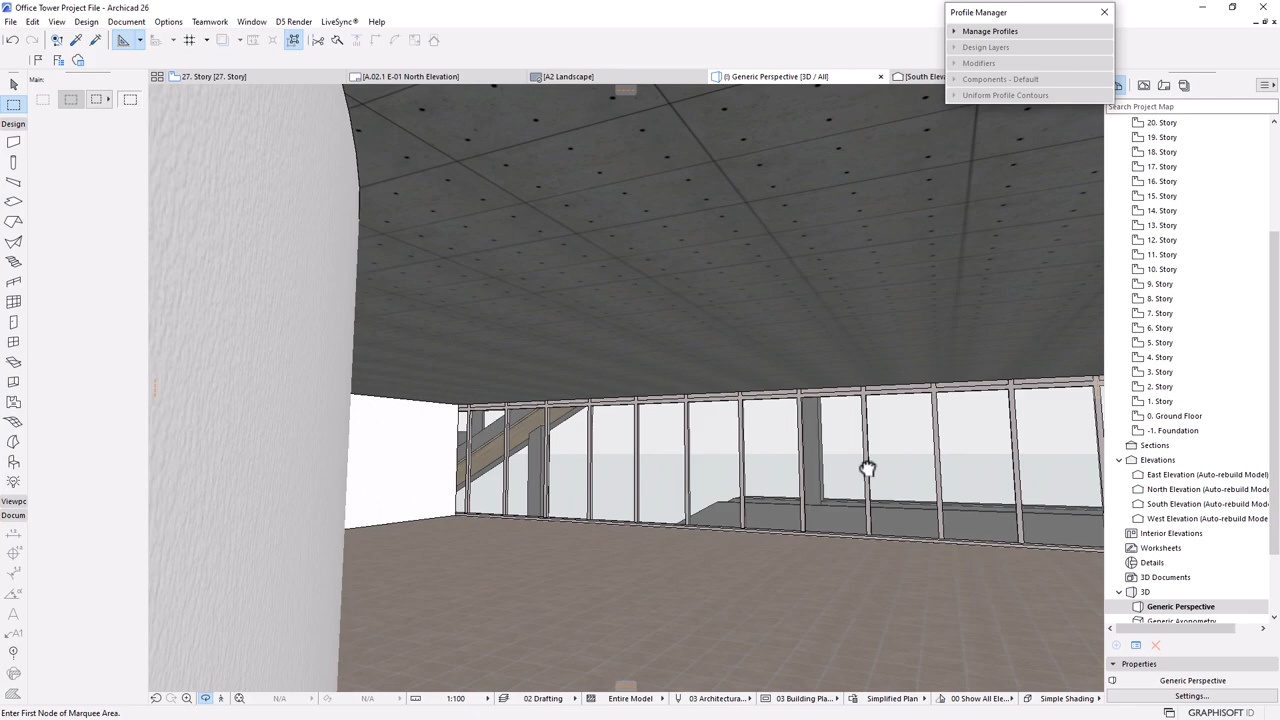 Office Tower Project File - Archicad 26
File Edit View Design Document Options Teamwork Window D5 Render LiveSync® Help
Profile Manager
Manage Profiles
Design Layers
Modifiers
Components - Default
Uniform Profile Contours
Main:
27. Story [27. Story]
[A.02.1 E-01 North Elevation]
[A2 Landscape]
(!) Generic Perspective [3D / All]
[South Eleva
Search Project Map
Design
20. Story
19. Story
18. Story
17. Story
16. Story
15. Story
14. Story
13. Story
12. Story
11. Story
10. Story
9. Story
8. Story
7. Story
6. Story
5. Story
4. Story
3. Story
2. Story
1. Story
0. Ground Floor
-1. Foundation
Sections
Elevations
East Elevation (Auto-rebuild Model)
North Elevation (Auto-rebuild Mode
South Elevation (Auto-rebuild Mode
West Elevation (Auto-rebuild Mode
Interior Elevations
Worksheets
Details
3D Documents
3D
Generic Perspective
Generic Axonometry
Viewpo
Docum
Properties
Generic Perspective
Settings...
N/A
N/A
1:100
02 Drafting
Entire Model
03 Architectura...
03 Building Pla...
Simplified Plan
00 Show All Ele...
Simple Shading
Enter First Node of Marquee Area.
GRAPHISOFT ID